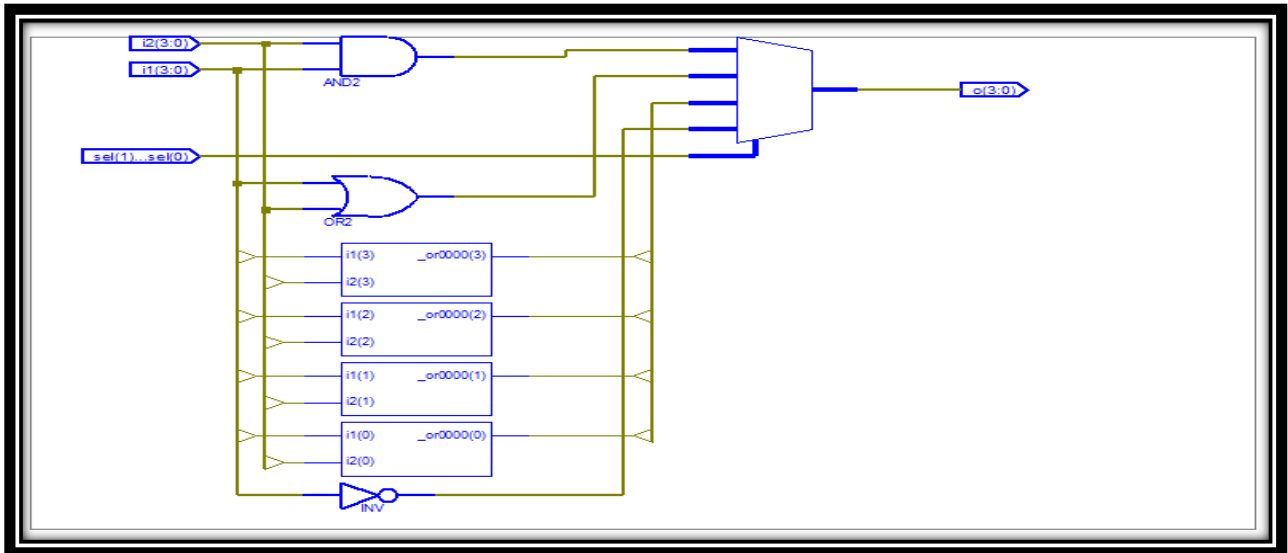 i2(3:0)
i1(3:0)
AND2
o(3:0)
sel(1)...sel(0)
OR2
i1(3) _or0000(3)
i2(3)
i1(2) _or0000(2)
i2(2)
i1(1) _or0000(1)
i2(1)
i1(0) _or0000(0)
i2(0)
INV